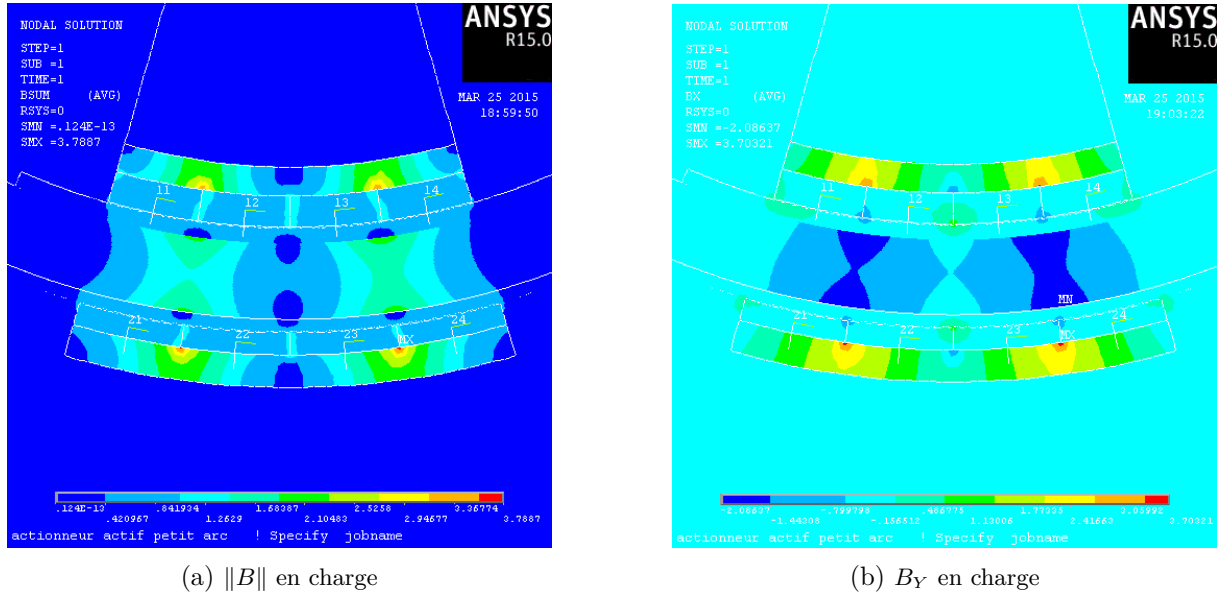 NODAL SOLUTION
STEP=1
SUB =1
TIME=1
BSUM (AVG)
RSYS=0
SMN =.124E-13
SMX =3.7887
ANSYS
R15.0
MAR 25 2015
18:59:50
11
12
13
14
21
22
23
24
MX
.124E-13 .841934 1.68387 2.5258 3.36774
.420967 1.2629 2.10483 2.94677 3.7887
actionneur actif petit arc ! Specify jobname
(a) ‖B‖ en charge
NODAL SOLUTION
STEP=1
SUB =1
TIME=1
BX (AVG)
RSYS=0
SMN =-2.08637
SMX =3.70321
ANSYS
R15.0
MAR 25 2015
19:03:22
11
12
13
14
MN
21
22
23
24
MX
-2.08637 -.799798 .486775 1.77335 3.05992
-1.44308 -.156512 1.13006 2.41663 3.70321
actionneur actif petit arc ! Specify jobname
(b) B_Y en charge